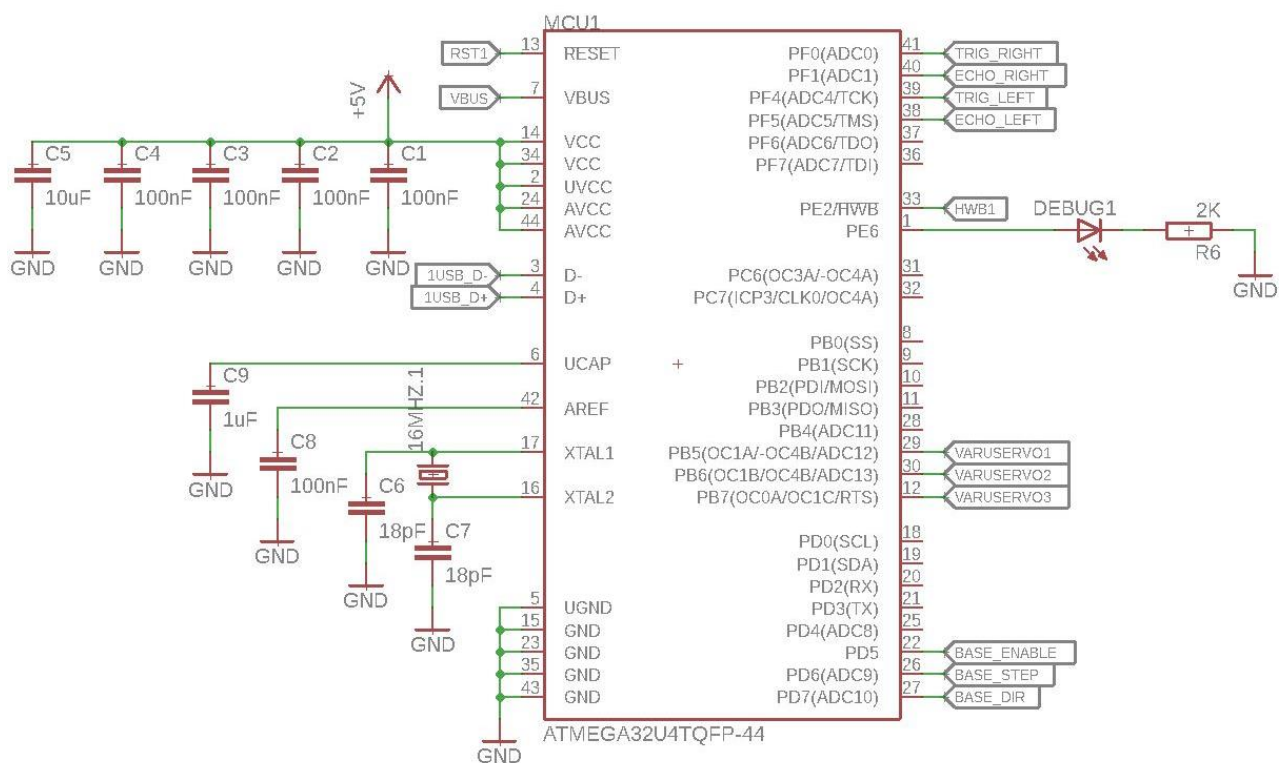 MCU1
RST1 13 RESET PF0(ADC0) 41 TRIG_RIGHT
PF1(ADC1) 40 ECHO_RIGHT
VBUS 7 VBUS PF4(ADC4/TCK) 39 TRIG_LEFT
+5V
PF5(ADC5/TMS) 38 ECHO_LEFT
14 VCC PF6(ADC6/TDO) 37
C5 C4 C3 C2 C1
34 VCC PF7(ADC7/TDI) 36
10uF 100nF 100nF 100nF 100nF
2 UVCC
24 AVCC PE2/HWB 33 HWB1 DEBUG1 2K
44 AVCC PE6 1
R6
GND GND GND GND GND
1USB_D- 3 D- PC6(OC3A/-OC4A) 31
GND
1USB_D+ 4 D+ PC7(ICP3/CLK0/OC4A) 32
PB0(SS) 8
6 UCAP PB1(SCK) 9
C9
PB2(PDI/MOSI) 10
16MHZ.1
1uF
42 AREF PB3(PDO/MISO) 11
PB4(ADC11) 28
C8
17 XTAL1 PB5(OC1A/-OC4B/ADC12) 29 VARUSERVO1
GND
PB6(OC1B/OC4B/ADC13) 30 VARUSERVO2
100nF C6
16 XTAL2 PB7(OC0A/OC1C/RTS) 12 VARUSERVO3
18pF C7
PD0(SCL) 18
GND
PD1(SDA) 19
18pF
PD2(RX) 20
GND
5 UGND PD3(TX) 21
15 GND PD4(ADC8) 25
GND
23 GND PD5 22 BASE_ENABLE
35 GND PD6(ADC9) 26 BASE_STEP
43 GND PD7(ADC10) 27 BASE_DIR
ATMEGA32U4TQFP-44
GND